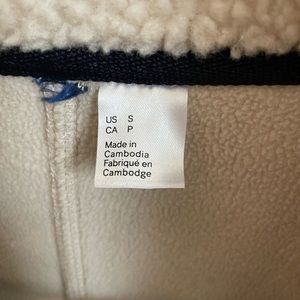 US S
CA P
Made in
Cambodia
Fabriqué en
Cambodge